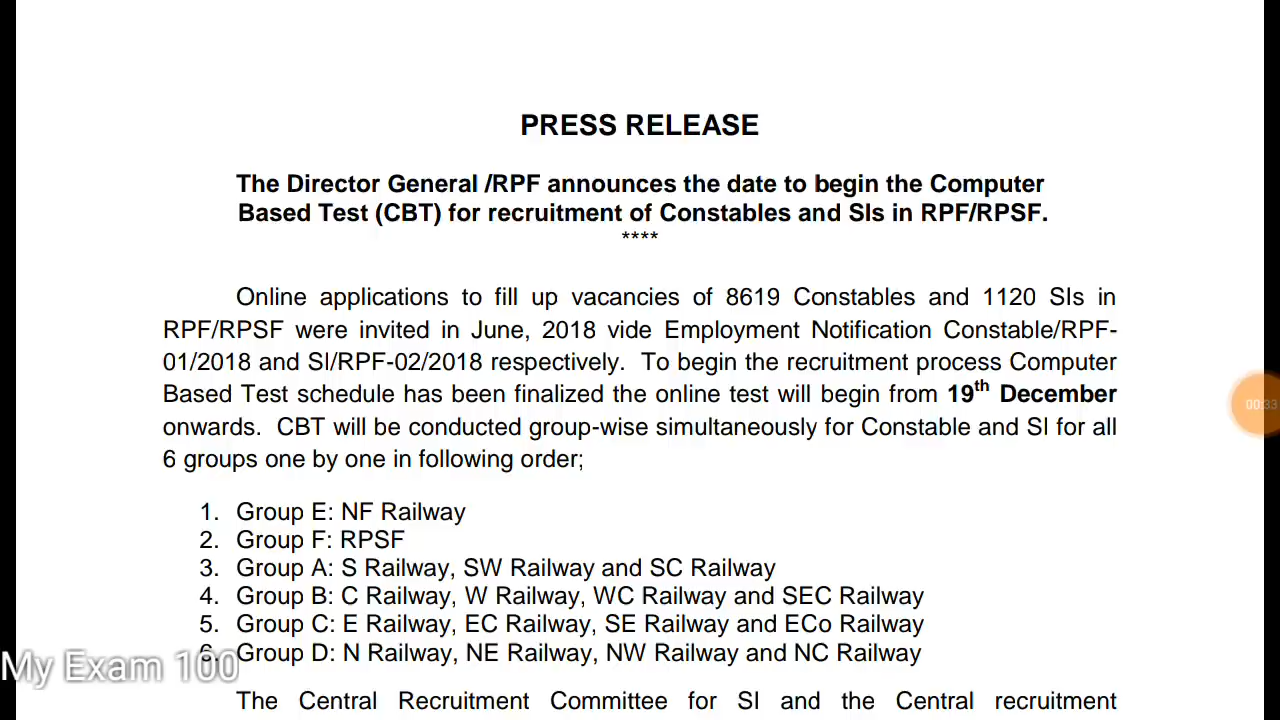 PRESS RELEASE
The Director General /RPF announces the date to begin the Computer
Based Test (CBT) for recruitment of Constables and SIs in RPF/RPSF.
****
Online applications to fill up vacancies of 8619 Constables and 1120 SIs in
RPF/RPSF were invited in June, 2018 vide Employment Notification Constable/RPF-
01/2018 and SI/RPF-02/2018 respectively. To begin the recruitment process Computer
Based Test schedule has been finalized the online test will begin from 19th December
onwards. CBT will be conducted group-wise simultaneously for Constable and SI for all
6 groups one by one in following order;
1. Group E: NF Railway
2. Group F: RPSF
3. Group A: S Railway, SW Railway and SC Railway
4. Group B: C Railway, W Railway, WC Railway and SEC Railway
5. Group C: E Railway, EC Railway, SE Railway and ECo Railway
6. Group D: N Railway, NE Railway, NW Railway and NC Railway
The Central Recruitment Committee for SI and the Central recruitment
My Exam 100
00:33